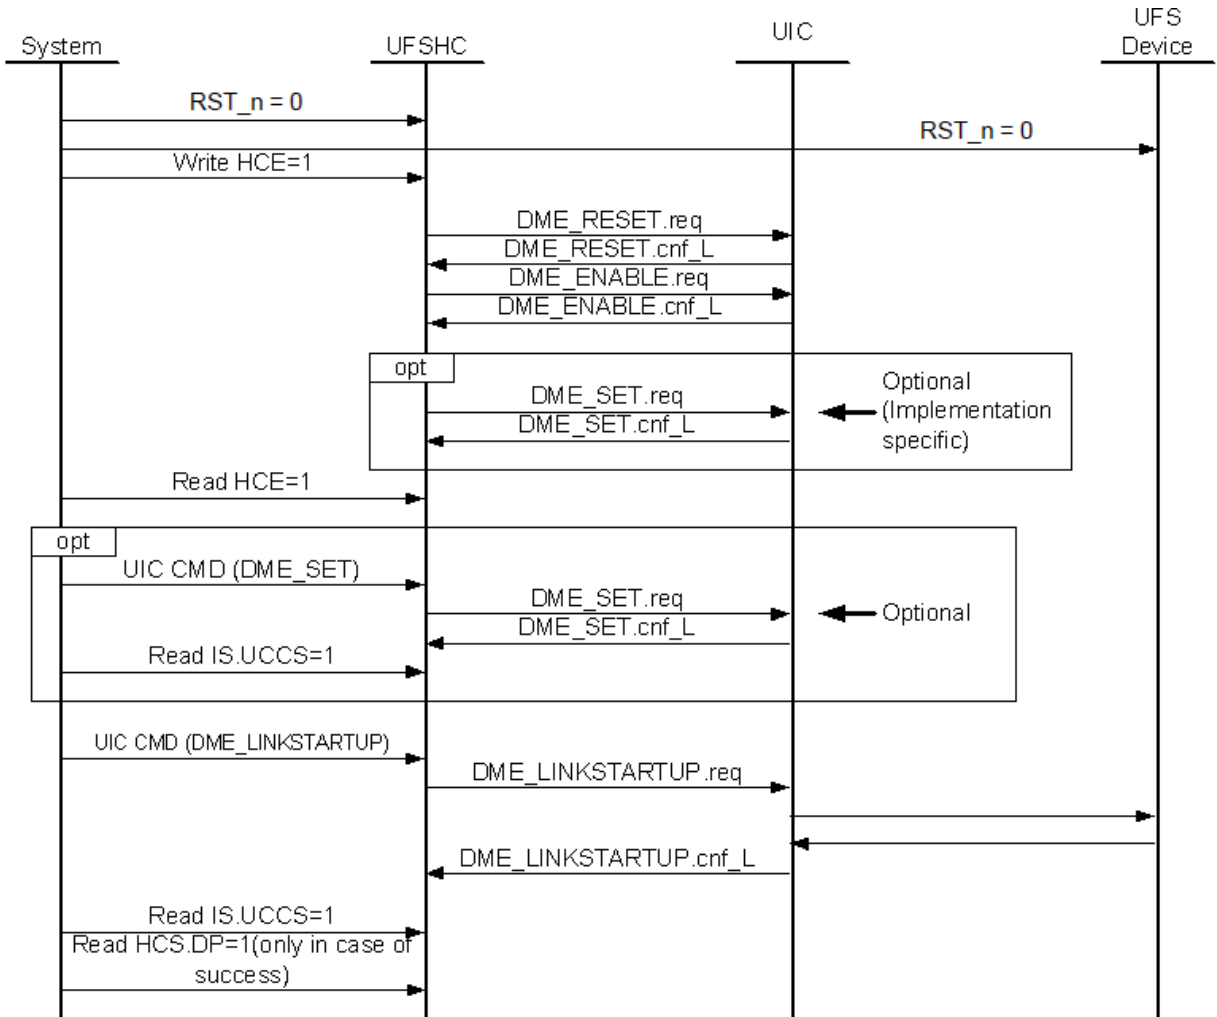 System
UFSHC
UIC
UFS
Device
RST_n = 0
RST_n = 0
Write HCE=1
DME_RESET.req
DME_RESET.cnf_L
DME_ENABLE.req
DME_ENABLE.cnf_L
opt
DME_SET.req
DME_SET.cnf_L
Optional
(Implementation
specific)
Read HCE=1
opt
UIC CMD (DME_SET)
DME_SET.req
DME_SET.cnf_L
Optional
Read IS.UCCS=1
UIC CMD (DME_LINKSTARTUP)
DME_LINKSTARTUP.req
DME_LINKSTARTUP.cnf_L
Read IS.UCCS=1
Read HCS.DP=1(only in case of
success)